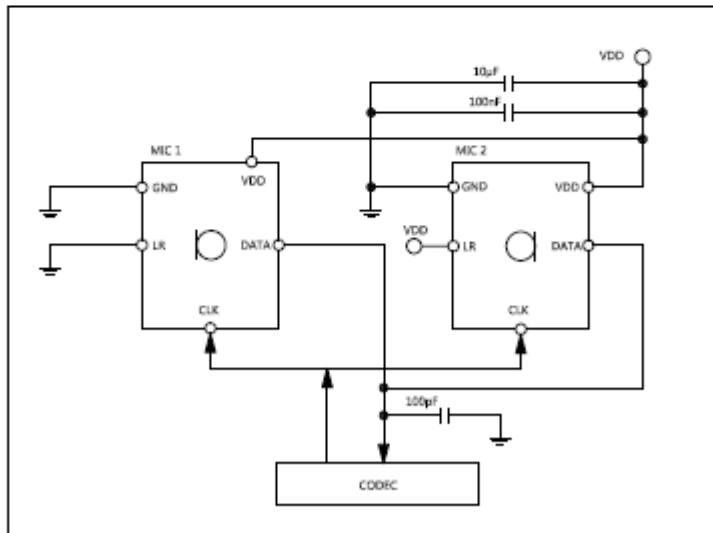 VDD
10µF
100nF
MIC 1
MIC 2
VDD
GND
GND
VDD
LR
DATA
VDD
LR
DATA
CLK
CLK
100pF
CODEC